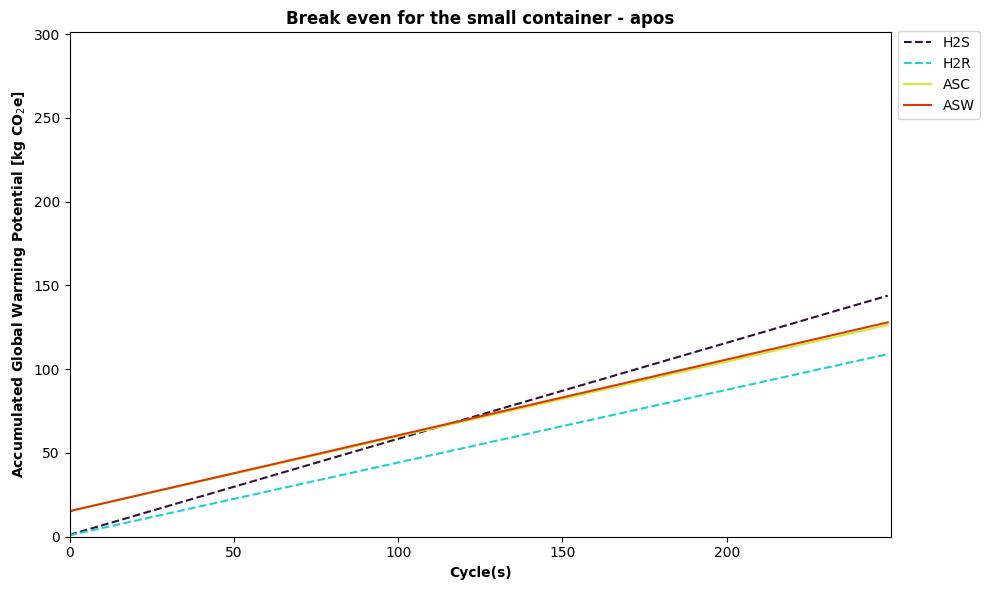 Break even for the small container - apos
H2S
H2R
ASC
ASW
Accumulated Global Warming Potential [kg CO₂e]
300
250
200
150
100
50
0
0 50 100 150 200
Cycle(s)